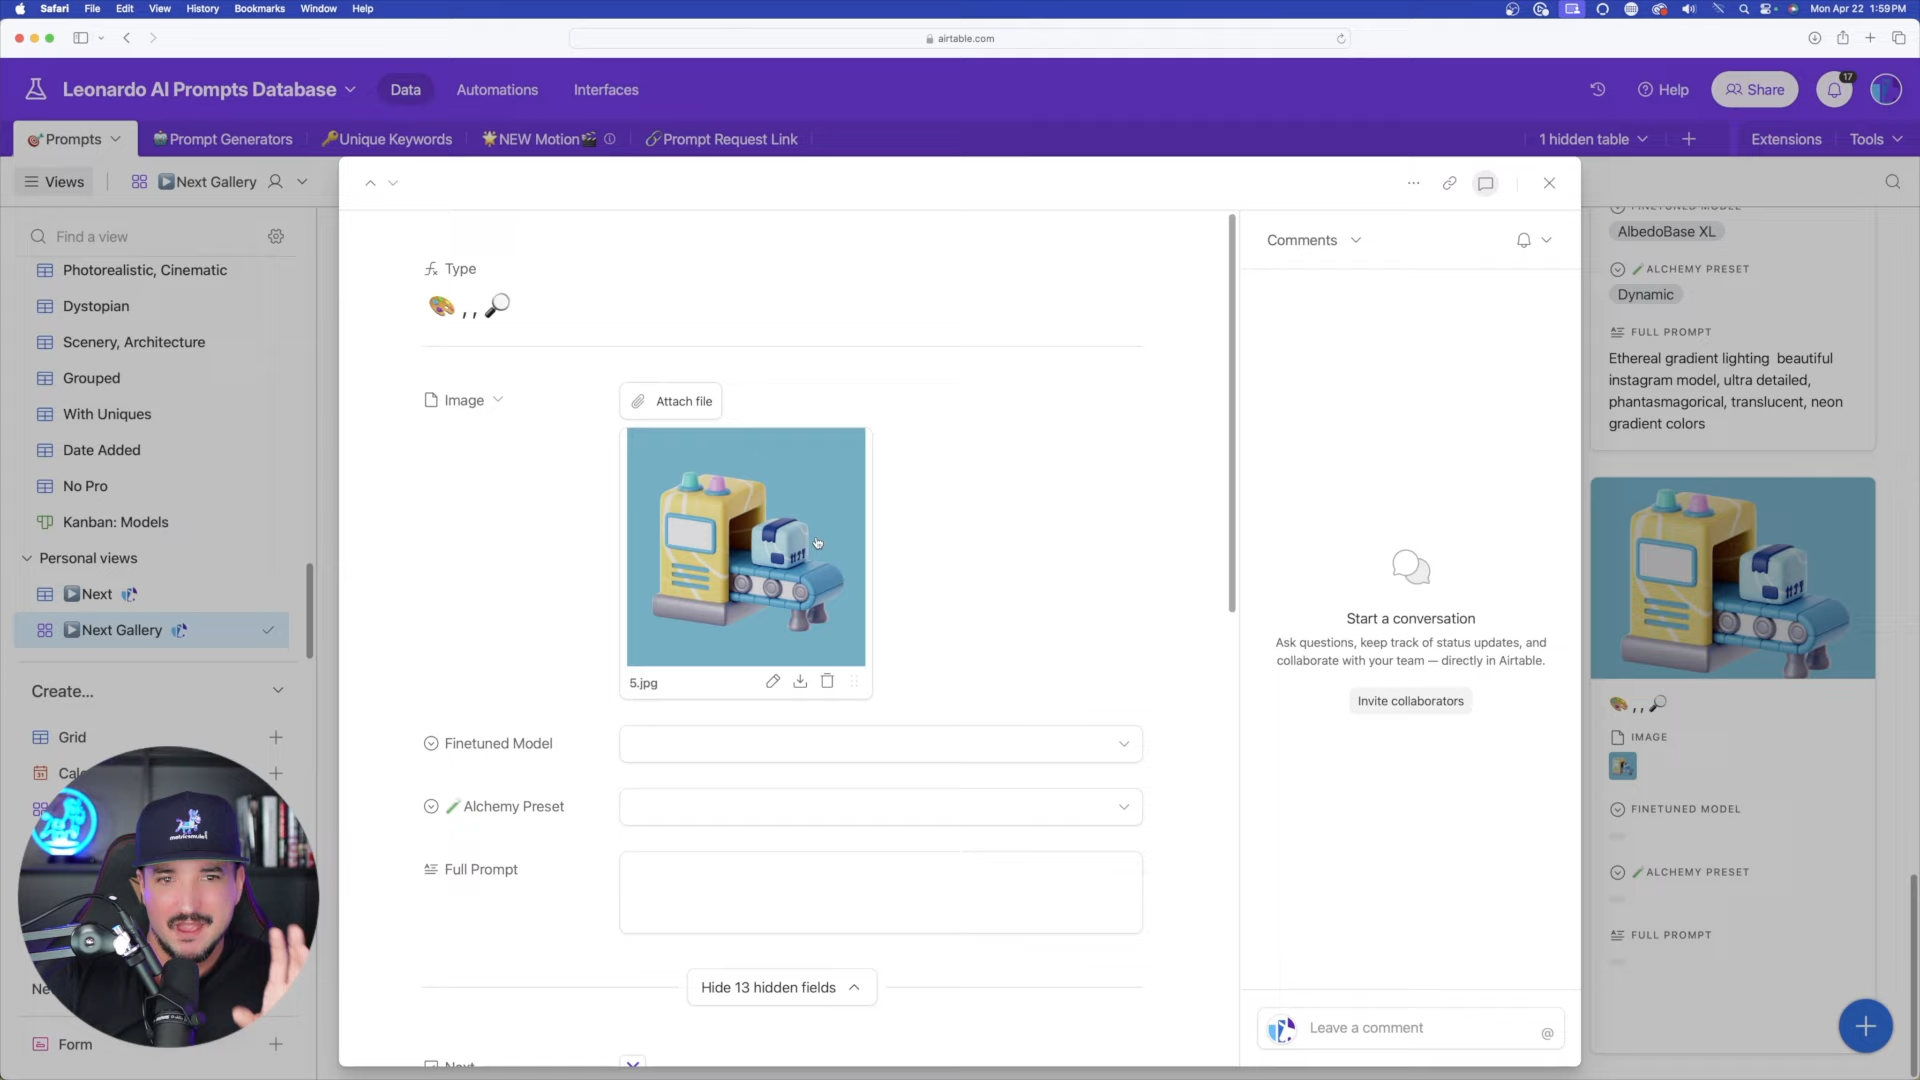 Safari File Edit View History Bookmarks Window Help
Mon Apr 22 1:59 PM
airtable.com
Leonardo AI Prompts Database
Data Automations Interfaces
Help
Share
17
Prompts
Prompt Generators
Unique Keywords
NEW Motion
Prompt Request Link
1 hidden table
Extensions
Tools
Views
Next Gallery
Find a view
Photorealistic, Cinematic
Dystopian
Scenery, Architecture
Grouped
With Uniques
Date Added
No Pro
Kanban: Models
Personal views
Next
Next Gallery
Create...
Grid
Form
metricsmule
Type
, ,
Image
Attach file
5.jpg
Finetuned Model
Alchemy Preset
Full Prompt
Hide 13 hidden fields
Next
Comments
Start a conversation
Ask questions, keep track of status updates, and
collaborate with your team — directly in Airtable.
Invite collaborators
Leave a comment
@
FINETUNED MODEL
AlbedoBase XL
ALCHEMY PRESET
Dynamic
FULL PROMPT
Ethereal gradient lighting beautiful
instagram model, ultra detailed,
phantasmagorical, translucent, neon
gradient colors
, ,
IMAGE
FINETUNED MODEL
ALCHEMY PRESET
FULL PROMPT